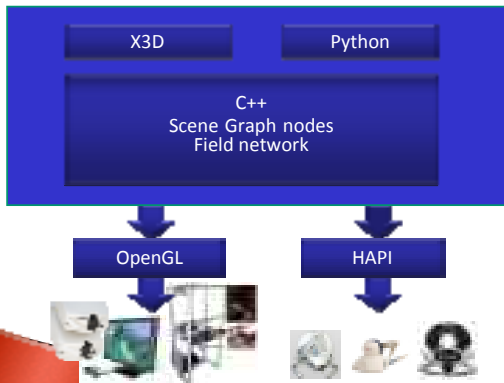 X3D
Python
C++
Scene Graph nodes
Field network
OpenGL
HAPI